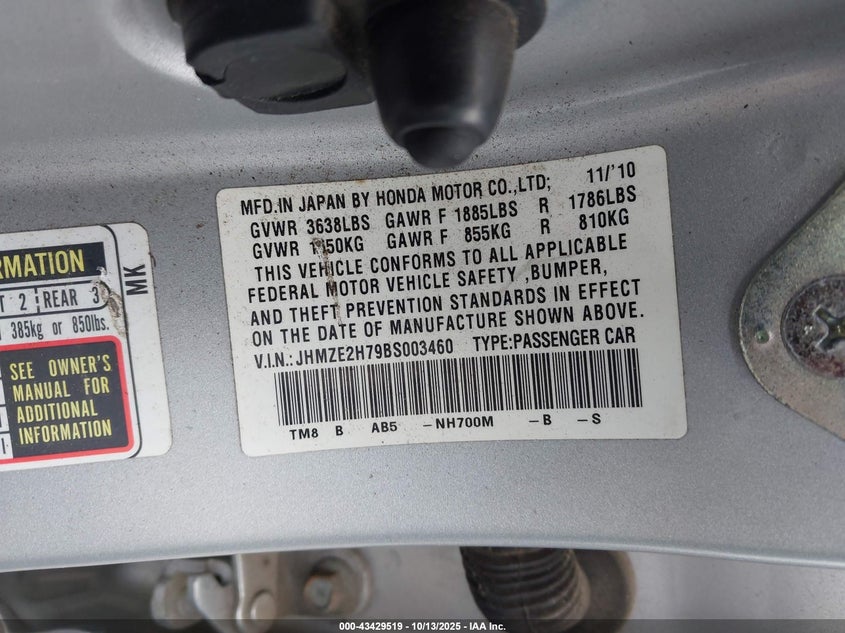 MFD.IN JAPAN BY HONDA MOTOR CO.,LTD; 11/'10
GVWR 3638LBS GAWR F 1885LBS R 1786LBS
GVWR 1650KG GAWR F 855KG R 810KG
THIS VEHICLE CONFORMS TO ALL APPLICABLE
FEDERAL MOTOR VEHICLE SAFETY ,BUMPER,
AND THEFT PREVENTION STANDARDS IN EFFECT
ON THE DATE OF MANUFACTURE SHOWN ABOVE.
V.I.N.: JHMZE2H79BS003460 TYPE:PASSENGER CAR
TM8 B AB5 -NH700M -B -S
2 REAR 3
385kg or 850lbs.
MK
SEE OWNER'S
MANUAL FOR
ADDITIONAL
INFORMATION
000-43429519 - 10/13/2025 - IAA Inc.